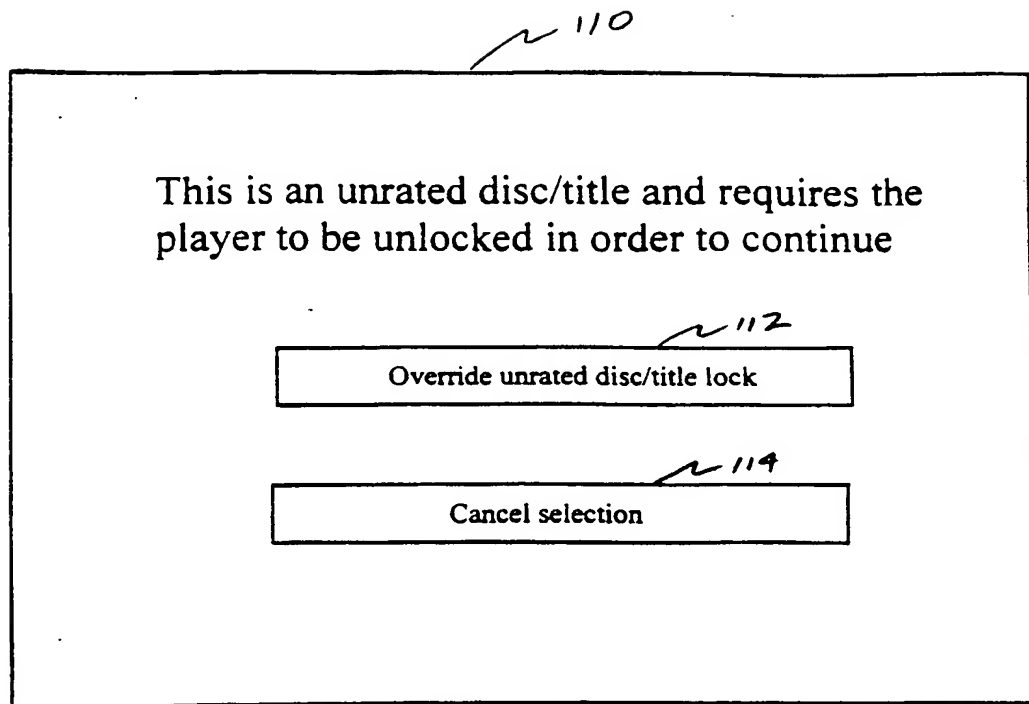 110
This is an unrated disc/title and requires the
player to be unlocked in order to continue
112
Override unrated disc/title lock
114
Cancel selection